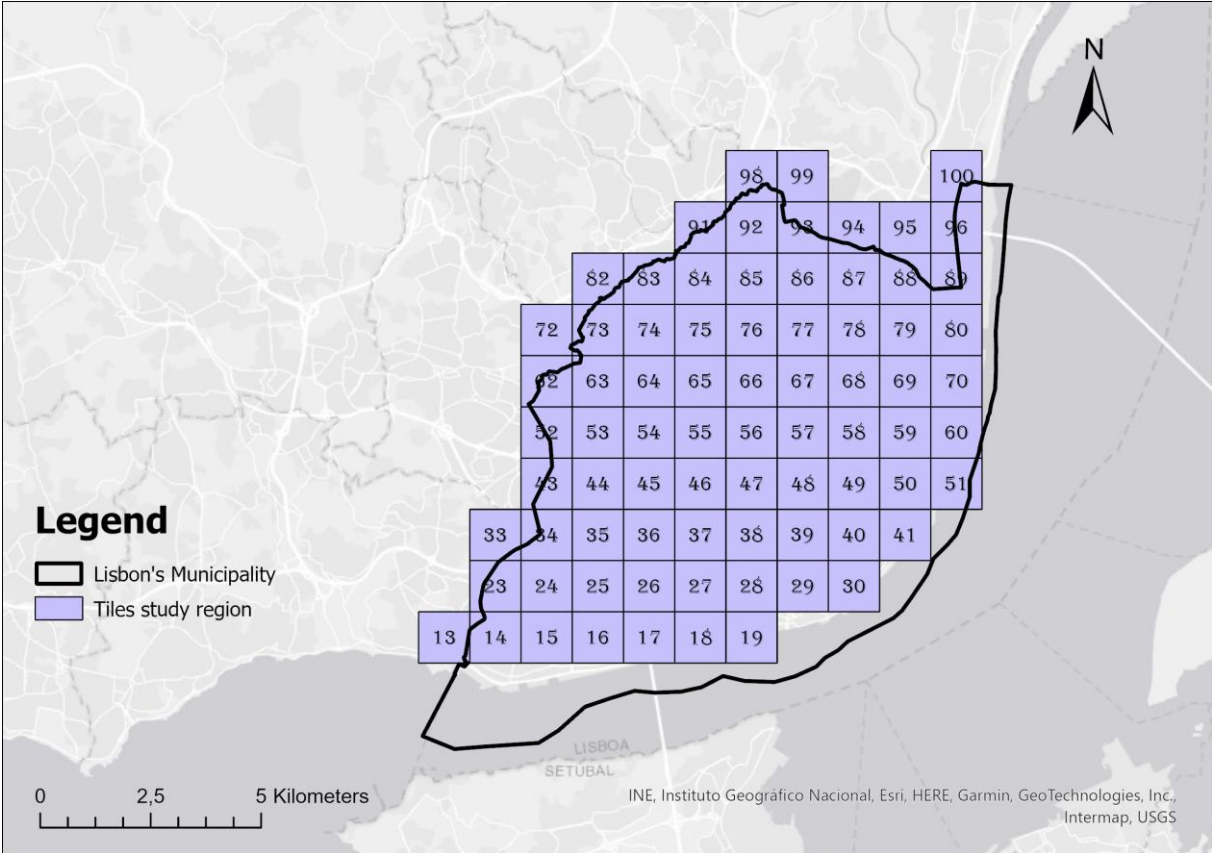 N
98 99 100
91 92 93 94 95 96
82 83 84 85 86 87 88 89
72 73 74 75 76 77 78 79 80
62 63 64 65 66 67 68 69 70
52 53 54 55 56 57 58 59 60
43 44 45 46 47 48 49 50 51
33 34 35 36 37 38 39 40 41
23 24 25 26 27 28 29 30
13 14 15 16 17 18 19
Legend
Lisbon's Municipality
Tiles study region
LISBOA
SETUBAL
0 2,5 5 Kilometers
INE, Instituto Geográfico Nacional, Esri, HERE, Garmin, GeoTechnologies, Inc.,
Intermap, USGS